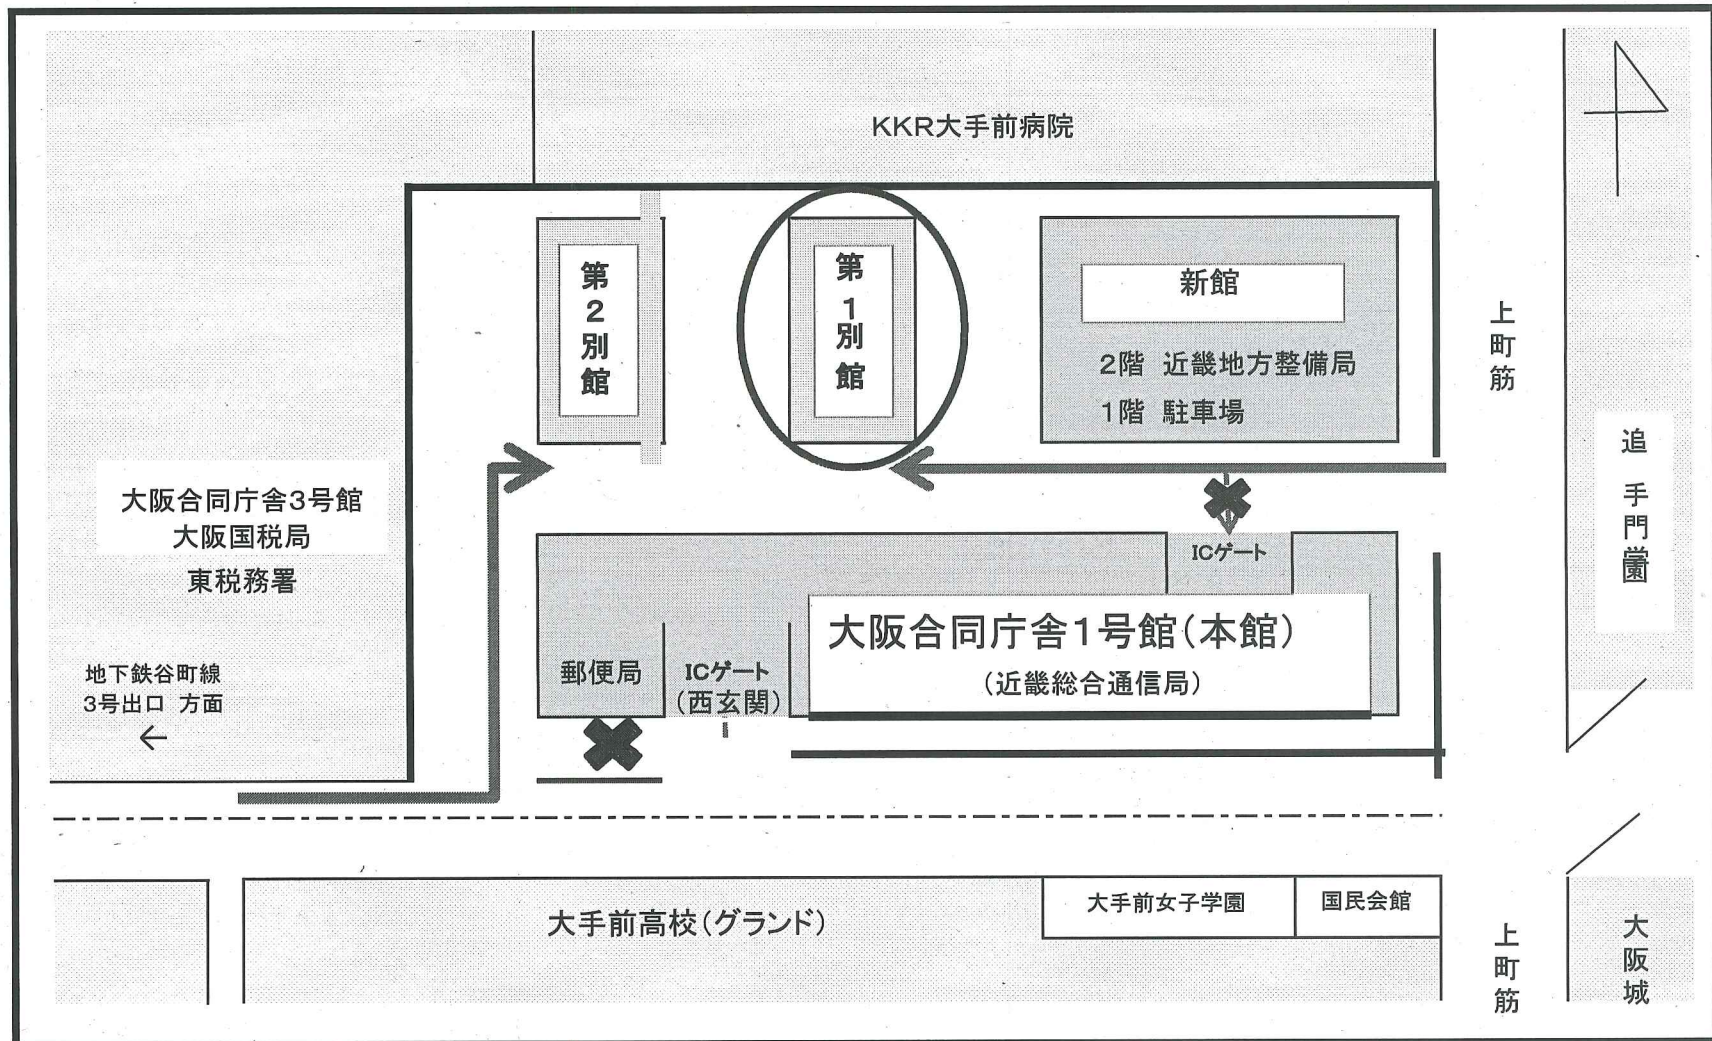 KKR大手前病院
第2別館
第1別館
新館
2階 近畿地方整備局
1階 駐車場
上町筋
追手門学園
大阪合同庁舎3号館
大阪国税局
東税務署
地下鉄谷町線
3号出口 方面
←
ICゲート
大阪合同庁舎1号館(本館)
(近畿総合通信局)
郵便局
ICゲート
(西玄関)
大手前高校(グランド)
大手前女子学園
国民会館
上町筋
大阪城